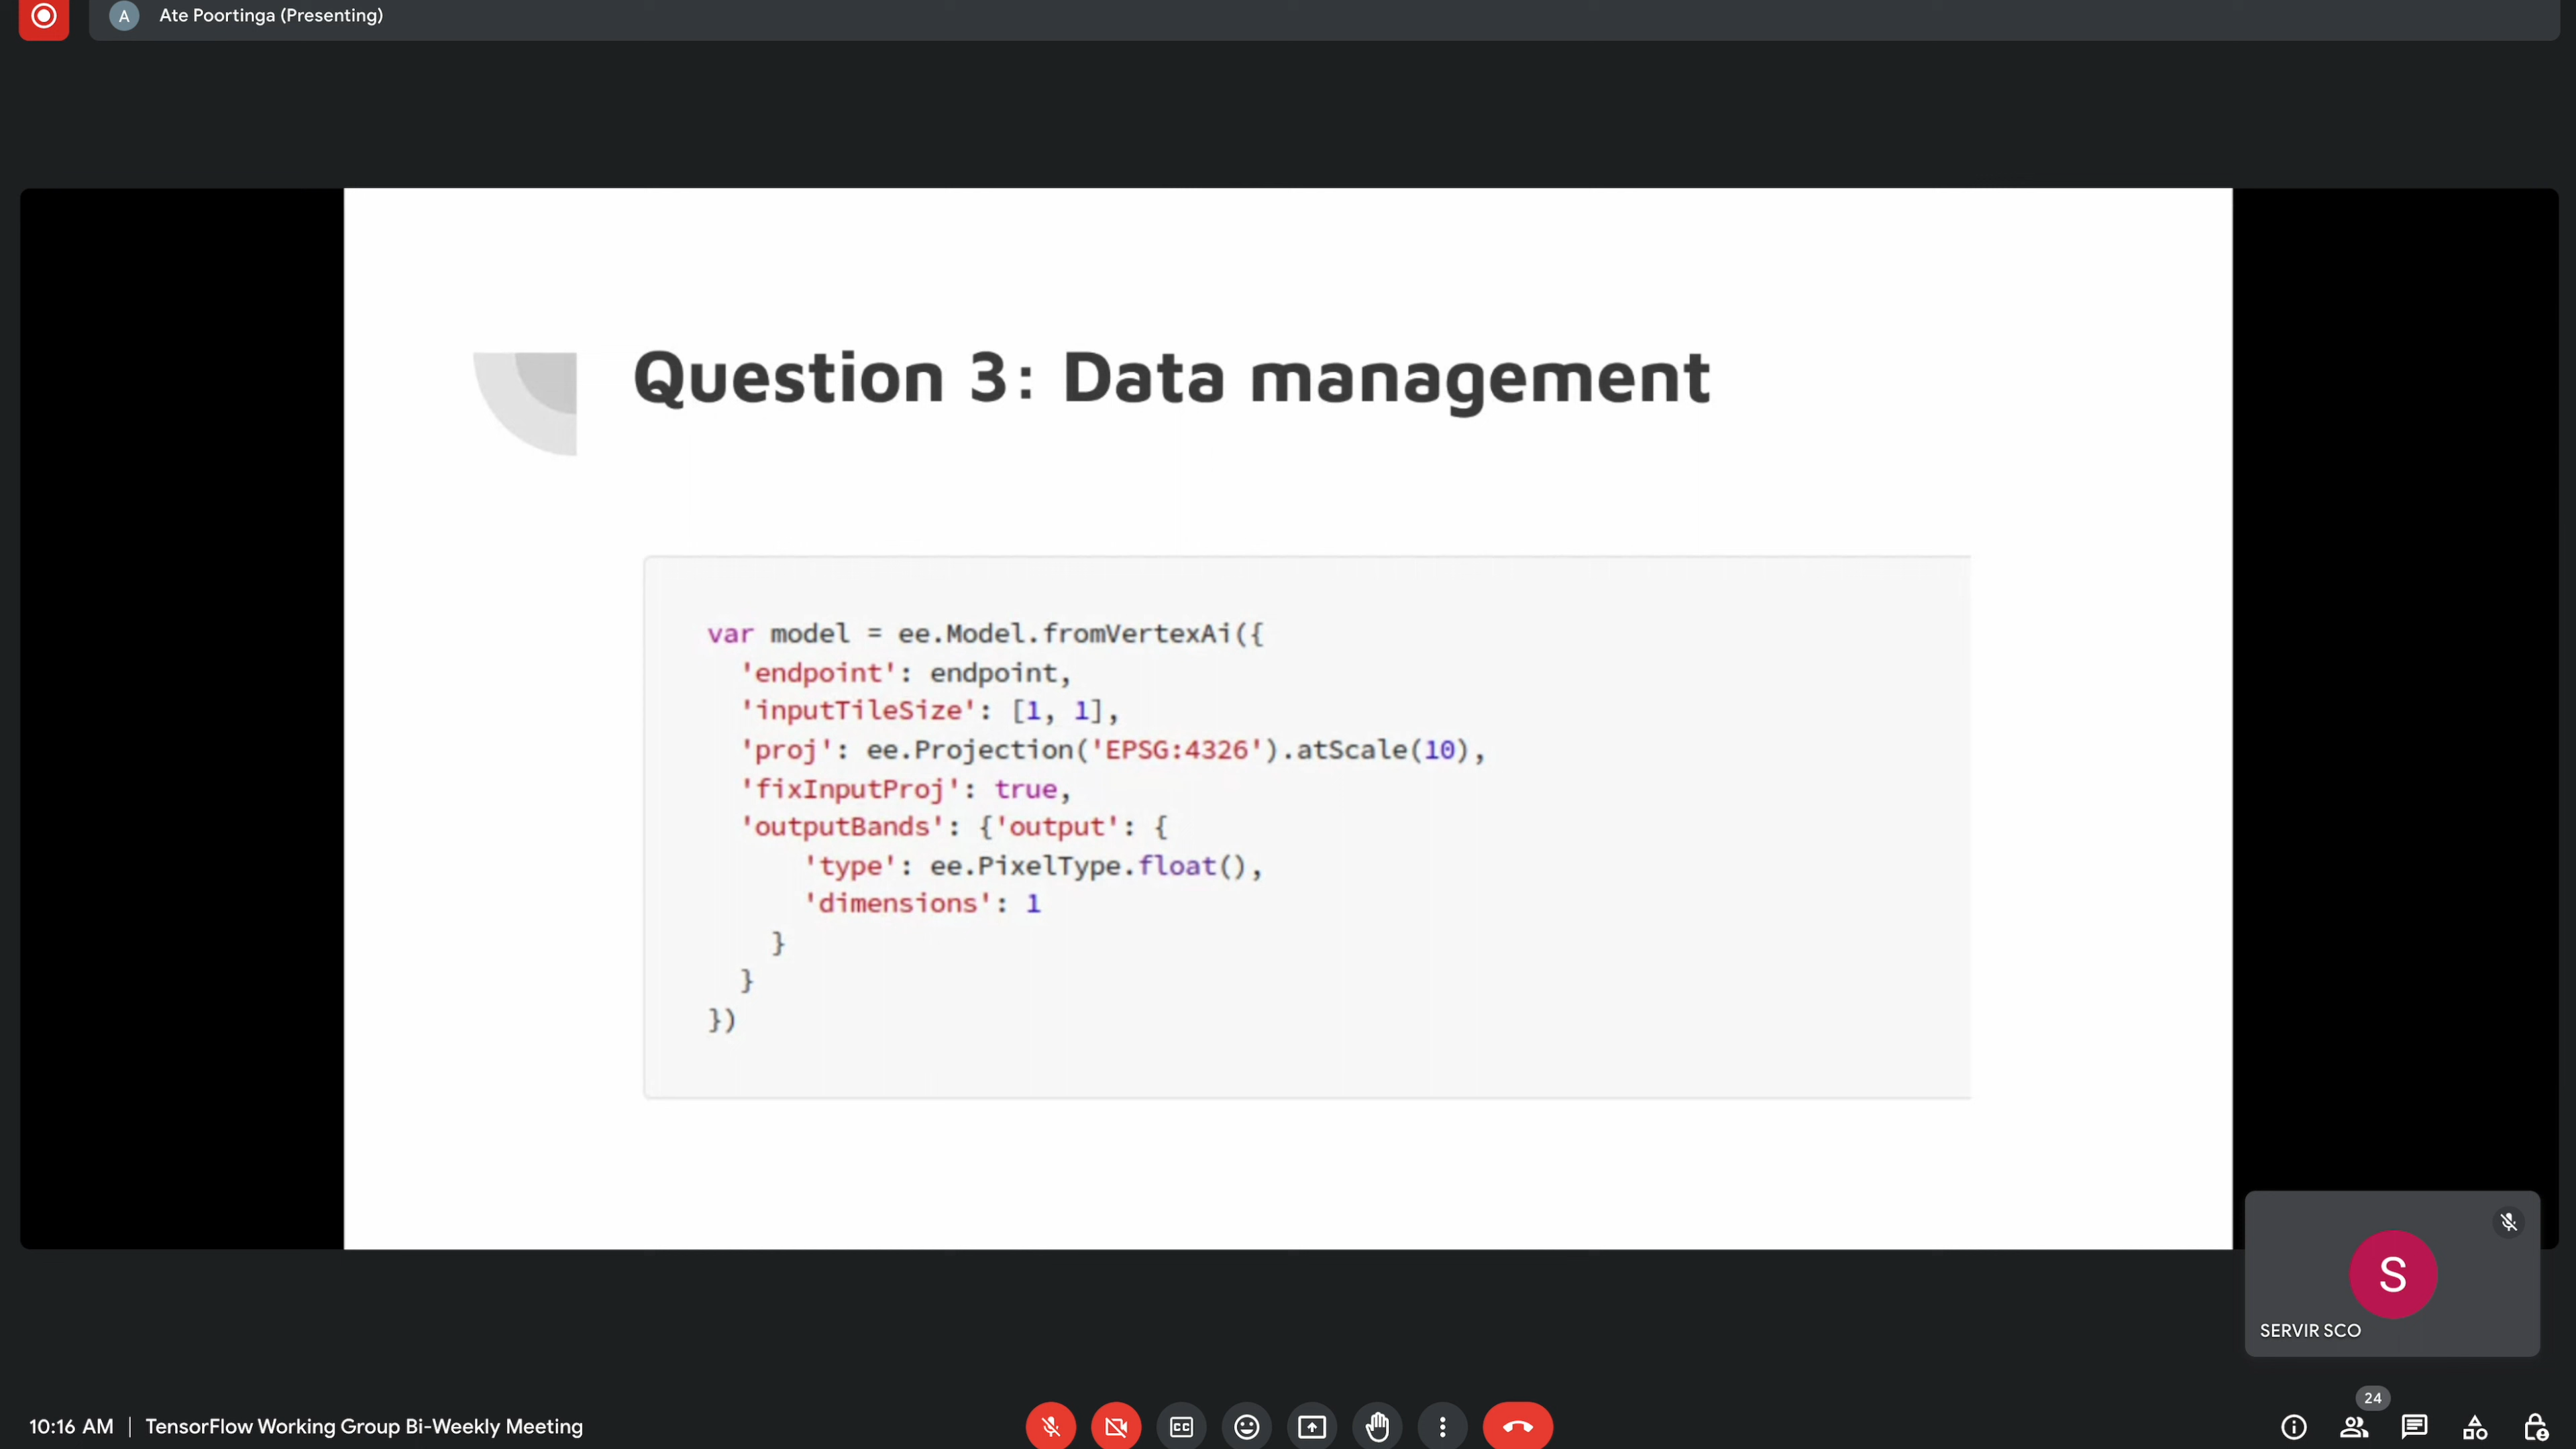 A Ate Poortinga (Presenting)
Question 3: Data management
var model = ee.Model.fromVertexAi({
  'endpoint': endpoint,
  'inputTileSize': [1, 1],
  'proj': ee.Projection('EPSG:4326').atScale(10),
  'fixInputProj': true,
  'outputBands': {'output': {
      'type': ee.PixelType.float(),
      'dimensions': 1
    }
  }
})
S
SERVIR SCO
24
10:16 AM | TensorFlow Working Group Bi-Weekly Meeting
CC